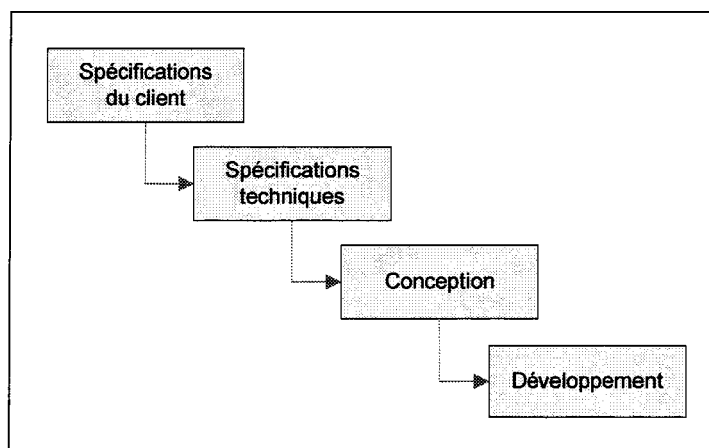 Spécifications
du client
Spécifications
techniques
Conception
Développement